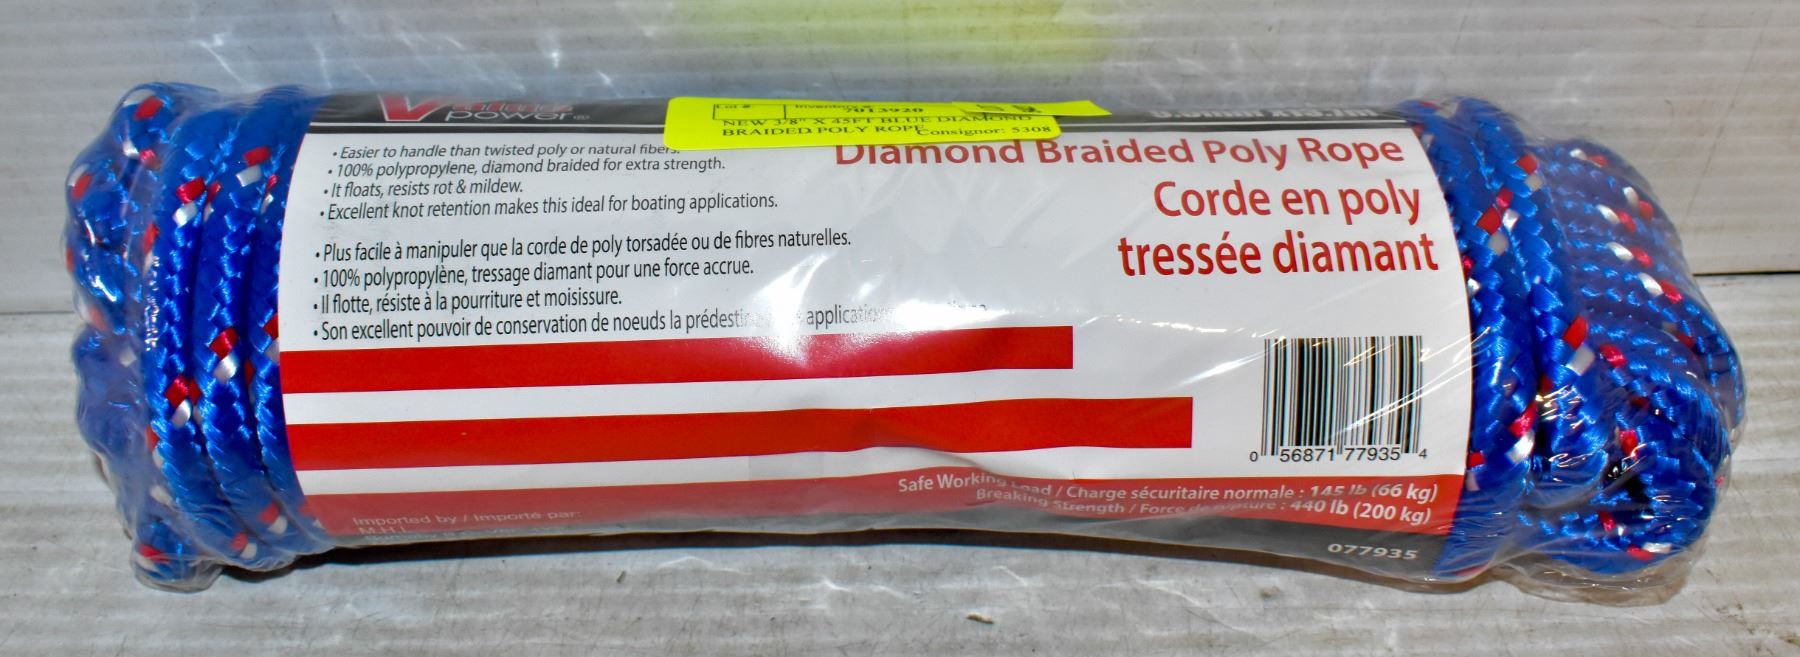 power®
Lot #: Inventory #: 7013920
NEW 3/8" X 45FT BLUE DIAMOND
BRAIDED POLY ROPE Consignor: 5308
Diamond Braided Poly Rope
Corde en poly
tressée diamant
• Easier to handle than twisted poly or natural fibers.
• 100% polypropylene, diamond braided for extra strength.
• It floats, resists rot & mildew.
• Excellent knot retention makes this ideal for boating applications.
• Plus facile à manipuler que la corde de poly torsadée ou de fibres naturelles.
• 100% polypropylène, tressage diamant pour une force accrue.
• Il flotte, résiste à la pourriture et moisissure.
• Son excellent pouvoir de conservation de noeuds la
0 56871 77935 4
Safe Working Load / Charge sécuritaire normale : 145 lb (66 kg)
Breaking Strength / Force de rupture : 440 lb (200 kg)
Imported by / Importé par:
M.H.I.
077935